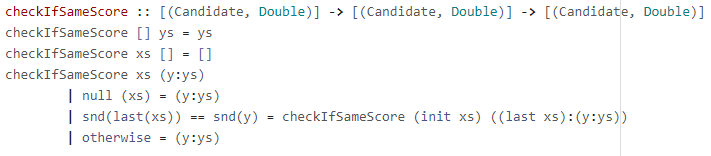 checkIfSameScore :: [(Candidate, Double)] -> [(Candidate, Double)] -> [(Candidate, Double)]
checkIfSameScore [] ys = ys
checkIfSameScore xs [] = []
checkIfSameScore xs (y:ys)
        | null (xs) = (y:ys)
        | snd(last(xs)) == snd(y) = checkIfSameScore (init xs) ((last xs):(y:ys))
        | otherwise = (y:ys)